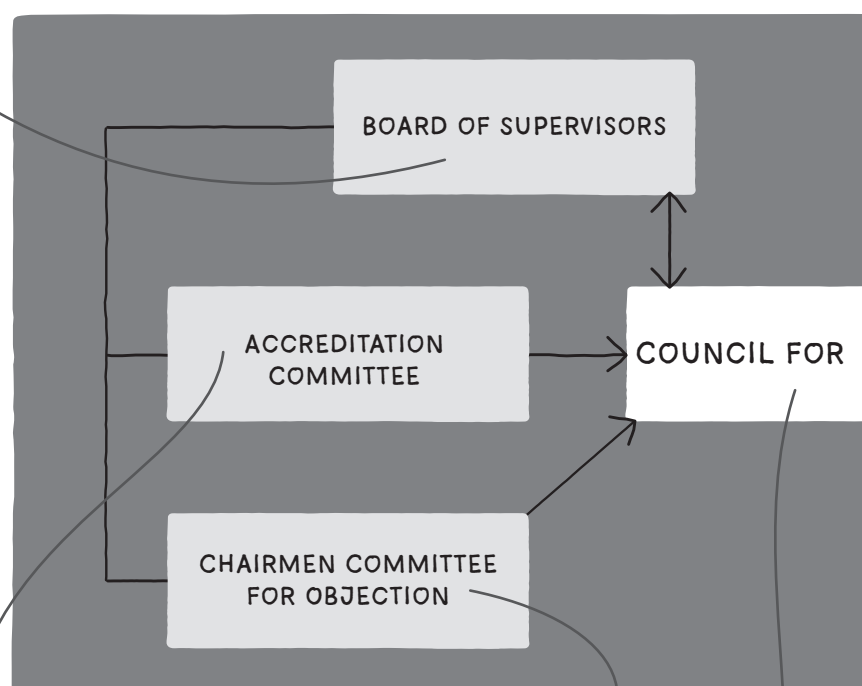 BOARD OF SUPERVISORS
ACCREDITATION
COMMITTEE
COUNCIL FOR
CHAIRMEN COMMITTEE
FOR OBJECTION